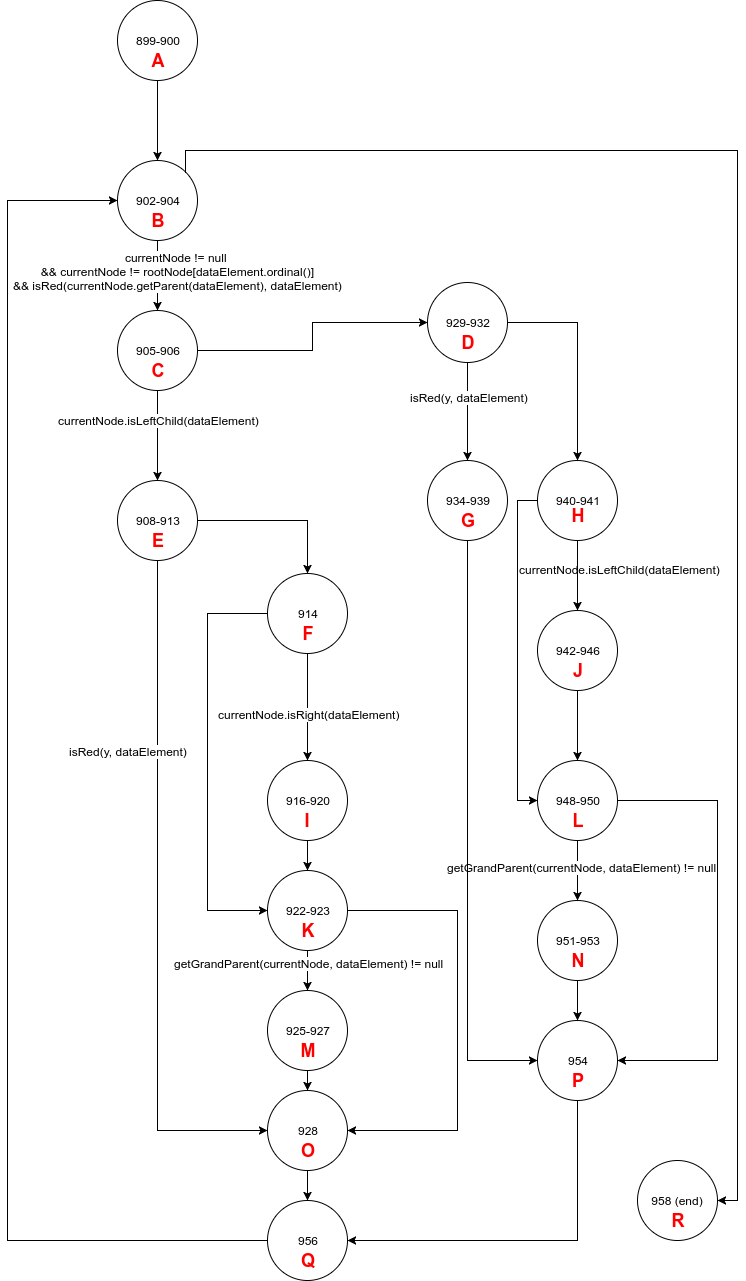 899-900
A
902-904
B
currentNode != null
&& currentNode != rootNode[dataElement.ordinal()]
&& isRed(currentNode.getParent(dataElement), dataElement)
905-906
C
929-932
D
isRed(y, dataElement)
currentNode.isLeftChild(dataElement)
908-913
E
934-939
G
940-941
H
currentNode.isLeftChild(dataElement)
914
F
942-946
J
currentNode.isRight(dataElement)
isRed(y, dataElement)
916-920
I
948-950
L
getGrandParent(currentNode, dataElement) != null
922-923
K
951-953
N
getGrandParent(currentNode, dataElement) != null
925-927
M
954
P
928
O
958 (end)
R
956
Q